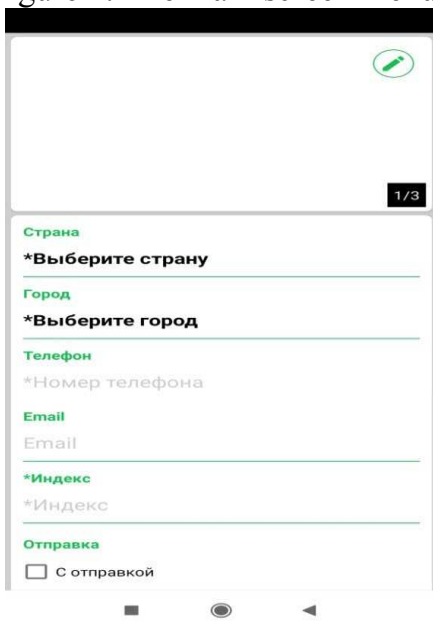 1/3
Страна
*Выберите страну
Город
*Выберите город
Телефон
*Номер телефона
Email
Email
*Индекс
*Индекс
Отправка
С отправкой